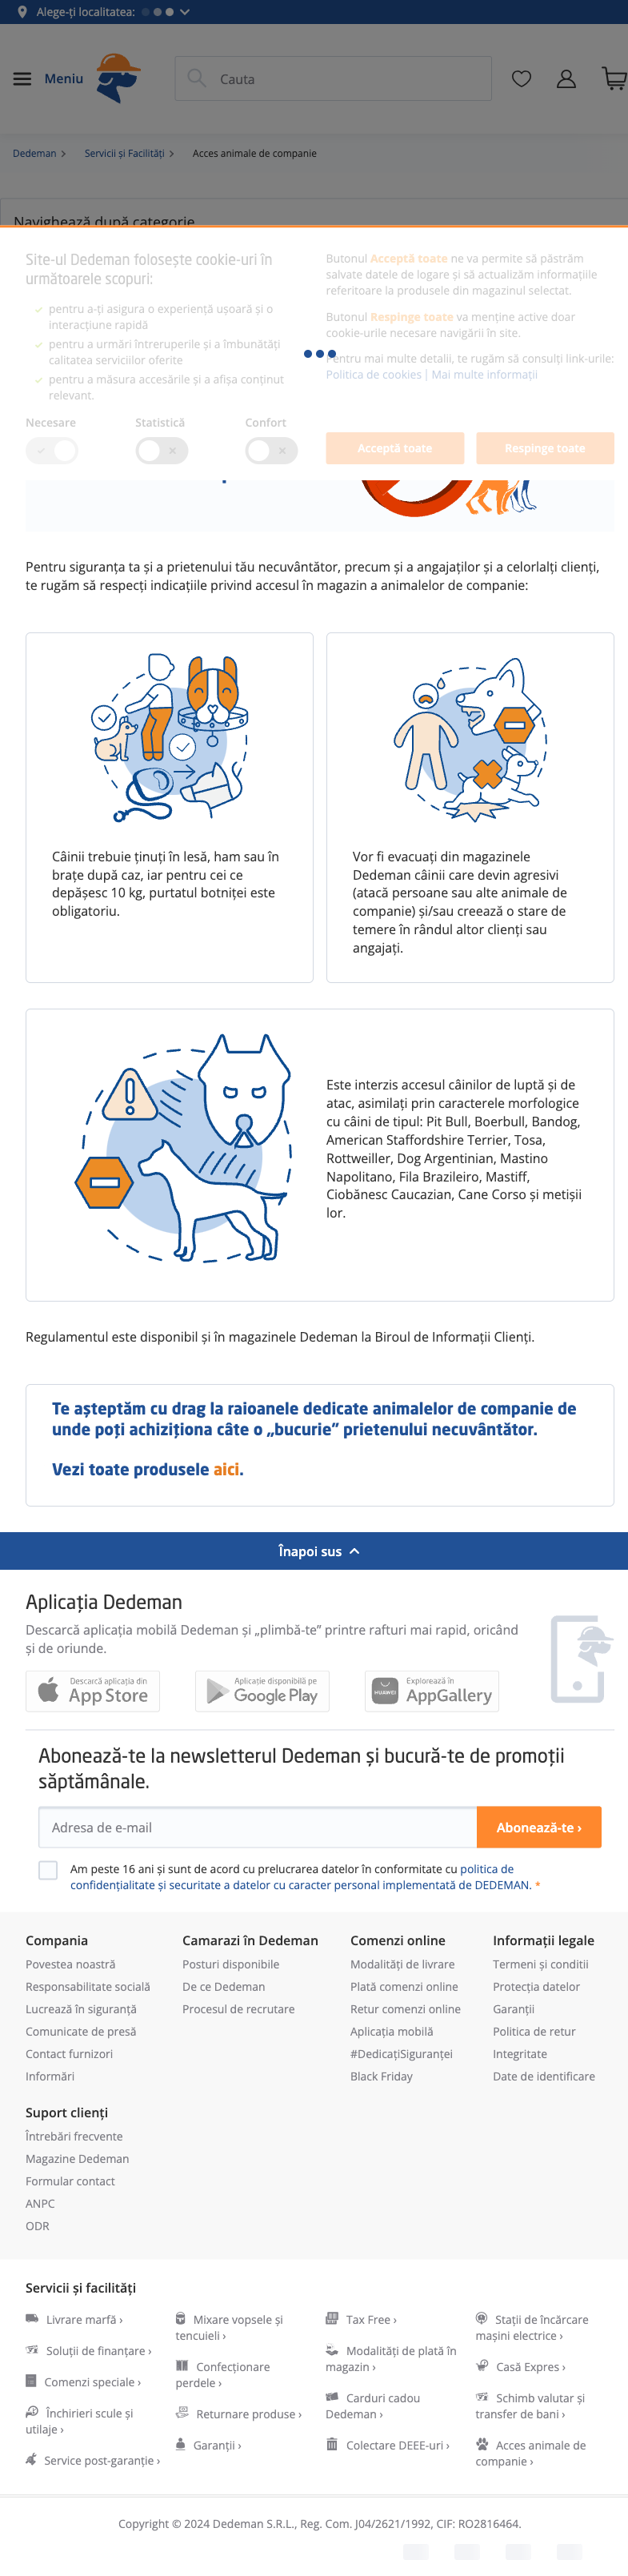 Alege-ți localitatea:
Meniu
Cauta
Dedeman
Servicii și Facilități
Acces animale de companie
Navighează după categorie
Site-ul Dedeman folosește cookie-uri în
următoarele scopuri:
pentru a-ți asigura o experiență ușoară și o
interacțiune rapidă
pentru a urmări întreruperile și a îmbunătăți
calitatea serviciilor oferite
pentru a măsura accesările și a afișa conținut
relevant.
Necesare
Statistică
Confort
Butonul Acceptă toate ne va permite să păstrăm
salvate datele de logare și să actualizăm informațiile
referitoare la produsele din magazinul selectat.
Butonul Respinge toate va menține active doar
cookie-urile necesare navigării în site.
Pentru mai multe detalii, te rugăm să consulți link-urile:
Politica de cookies | Mai multe informații
Acceptă toate
Respinge toate
Pentru siguranța ta și a prietenului tău necuvântător, precum și a angajaților și a celorlalți clienți,
te rugăm să respecți indicațiile privind accesul în magazin a animalelor de companie:
Câinii trebuie ținuți în lesă, ham sau în
brațe după caz, iar pentru cei ce
depășesc 10 kg, purtatul botniței este
obligatoriu.
Vor fi evacuați din magazinele
Dedeman câinii care devin agresivi
(atacă persoane sau alte animale de
companie) și/sau creează o stare de
temere în rândul altor clienți sau
angajați.
Este interzis accesul câinilor de luptă și de
atac, asimilați prin caracterele morfologice
cu câini de tipul: Pit Bull, Boerbull, Bandog,
American Staffordshire Terrier, Tosa,
Rottweiller, Dog Argentinian, Mastino
Napolitano, Fila Brazileiro, Mastiff,
Ciobănesc Caucazian, Cane Corso și metișii
lor.
Regulamentul este disponibil și în magazinele Dedeman la Biroul de Informații Clienți.
Te așteptăm cu drag la raioanele dedicate animalelor de companie de
unde poți achiziționa câte o „bucurie” prietenului necuvântător.
Vezi toate produsele aici.
Înapoi sus
Aplicația Dedeman
Descarcă aplicația mobilă Dedeman și „plimbă-te” printre rafturi mai rapid, oricând
și de oriunde.
Descarcă aplicația din
App Store
Aplicație disponibilă pe
Google Play
HUAWEI
Explorează în
AppGallery
Abonează-te la newsletterul Dedeman și bucură-te de promoții
săptămânale.
Adresa de e-mail
Abonează-te ›
Am peste 16 ani și sunt de acord cu prelucrarea datelor în conformitate cu politica de
confidențialitate și securitate a datelor cu caracter personal implementată de DEDEMAN. *
Compania
Povestea noastră
Responsabilitate socială
Lucrează în siguranță
Comunicate de presă
Contact furnizori
Informări
Camarazi în Dedeman
Posturi disponibile
De ce Dedeman
Procesul de recrutare
Comenzi online
Modalități de livrare
Plată comenzi online
Retur comenzi online
Aplicația mobilă
#DedicațiSiguranței
Black Friday
Informații legale
Termeni și conditii
Protecția datelor
Garanții
Politica de retur
Integritate
Date de identificare
Suport clienți
Întrebări frecvente
Magazine Dedeman
Formular contact
ANPC
ODR
Servicii și facilități
Livrare marfă ›
Soluții de finanțare ›
Comenzi speciale ›
Închirieri scule și
utilaje ›
Service post-garanție ›
Mixare vopsele și
tencuieli ›
Confecționare
perdele ›
Returnare produse ›
Garanții ›
Tax Free ›
Modalități de plată în
magazin ›
Carduri cadou
Dedeman ›
Colectare DEEE-uri ›
Stații de încărcare
mașini electrice ›
Casă Expres ›
Schimb valutar și
transfer de bani ›
Acces animale de
companie ›
Copyright © 2024 Dedeman S.R.L., Reg. Com. J04/2621/1992, CIF: RO2816464.